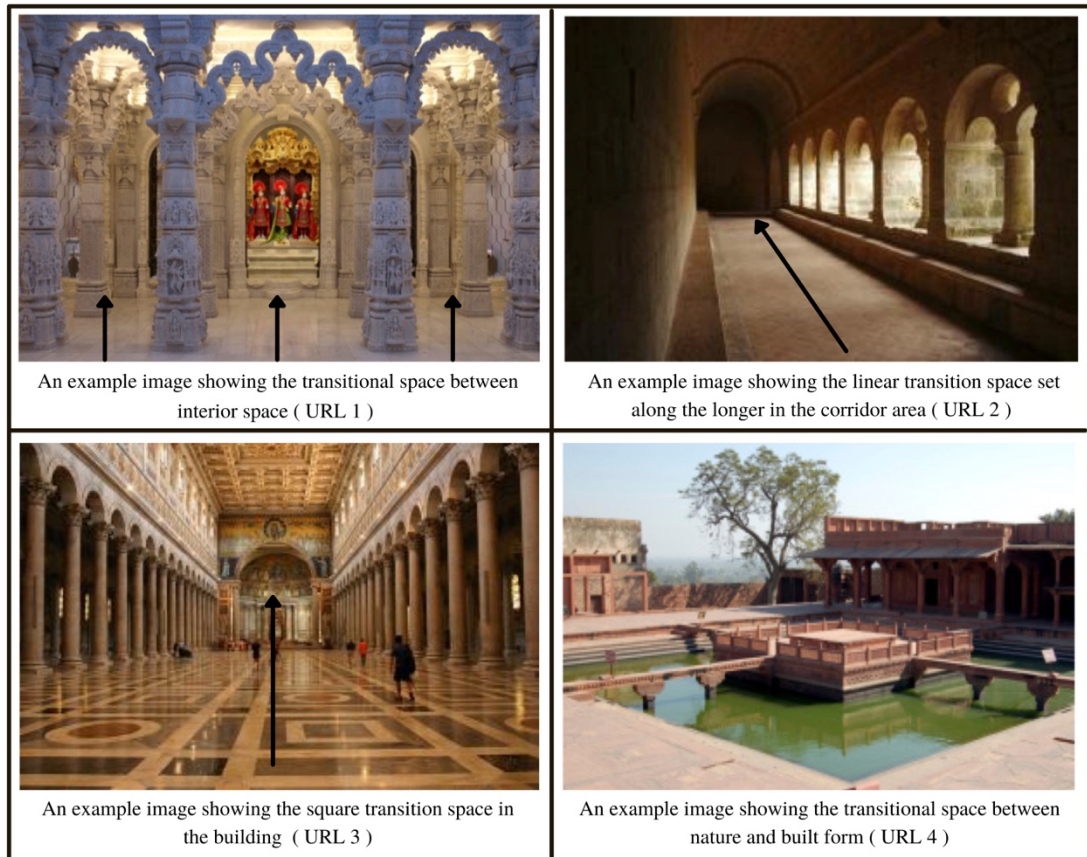 An example image showing the transitional space between
interior space ( URL 1 )
An example image showing the linear transition space set
along the longer in the corridor area ( URL 2 )
An example image showing the square transition space in
the building ( URL 3 )
An example image showing the transitional space between
nature and built form ( URL 4 )